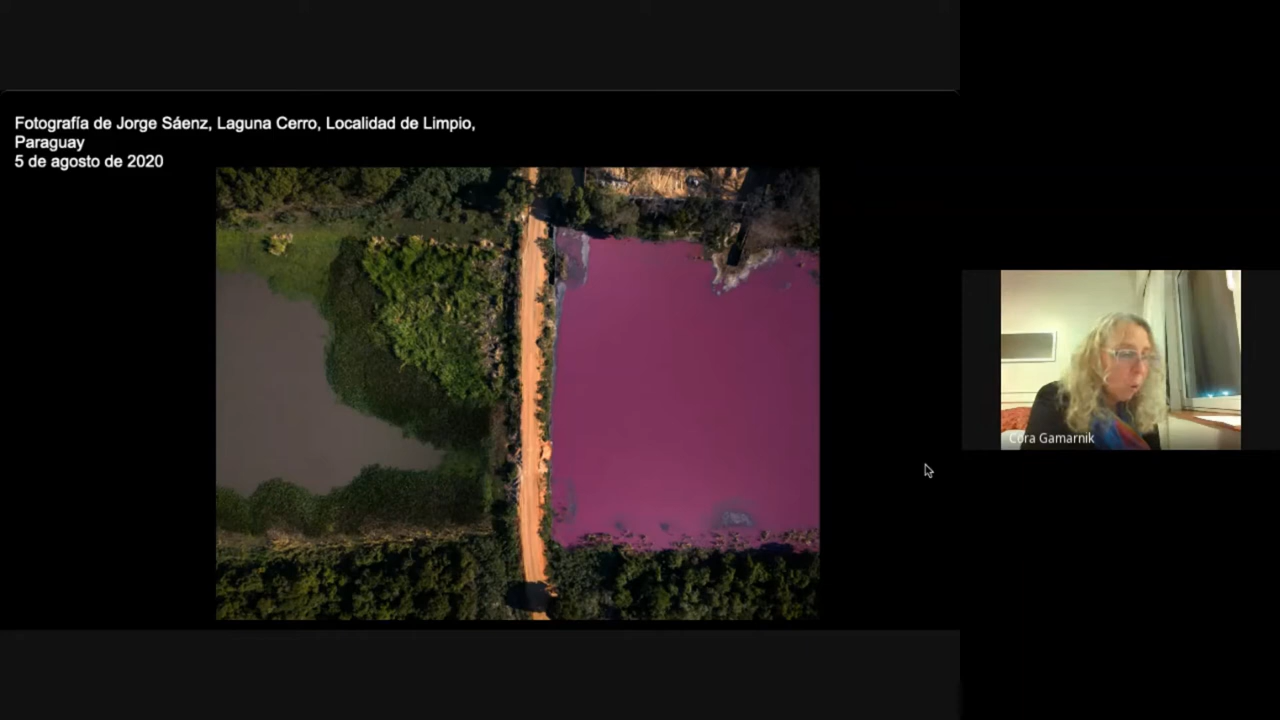 Fotografía de Jorge Sáenz, Laguna Cerro, Localidad de Limpio,
Paraguay
5 de agosto de 2020
Cora Gamarnik